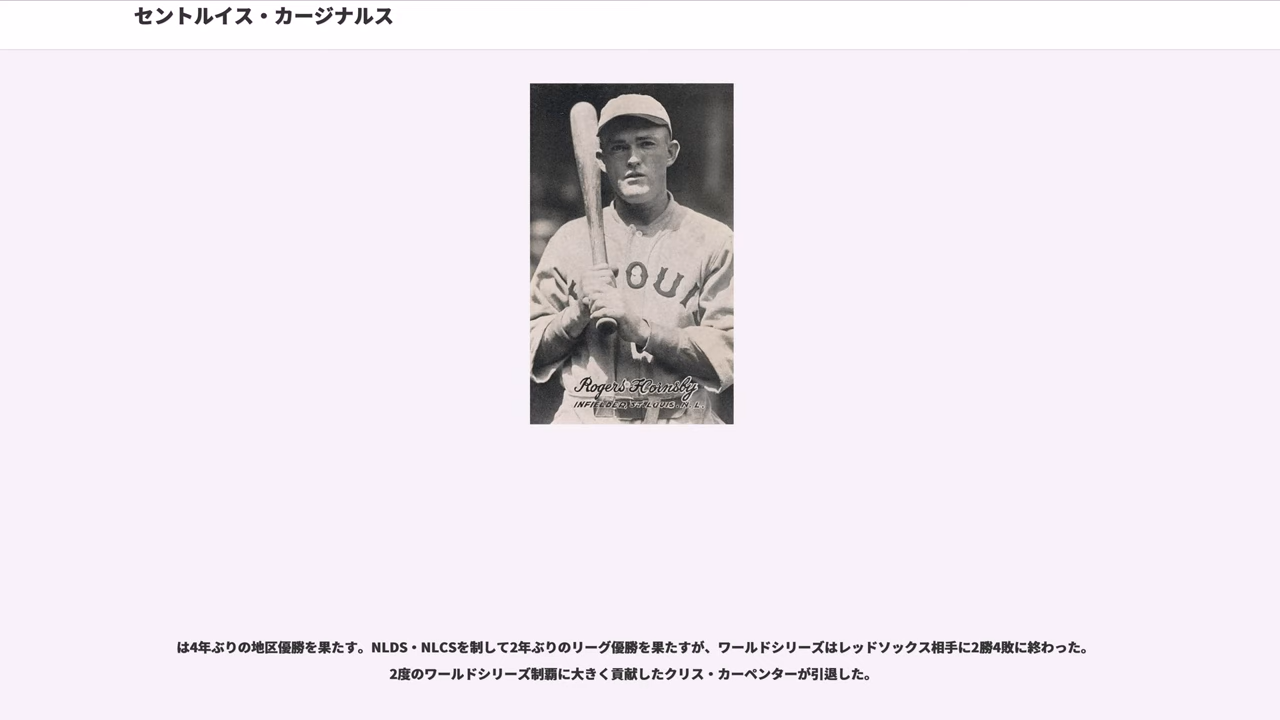 セントルイス・カージナルス
OUI
Rogers Hornsby
INFIELDER, ST. LOUIS. N. L.
は4年ぶりの地区優勝を果たす。NLDS・NLCSを制して2年ぶりのリーグ優勝を果たすが、ワールドシリーズはレッドソックス相手に2勝4敗に終わった。
2度のワールドシリーズ制覇に大きく貢献したクリス・カーペンターが引退した。